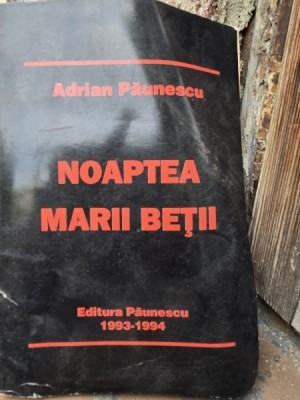 Adrian Păunescu
NOAPTEA
MARII BEŢII
Editura Păunescu
1993-1994